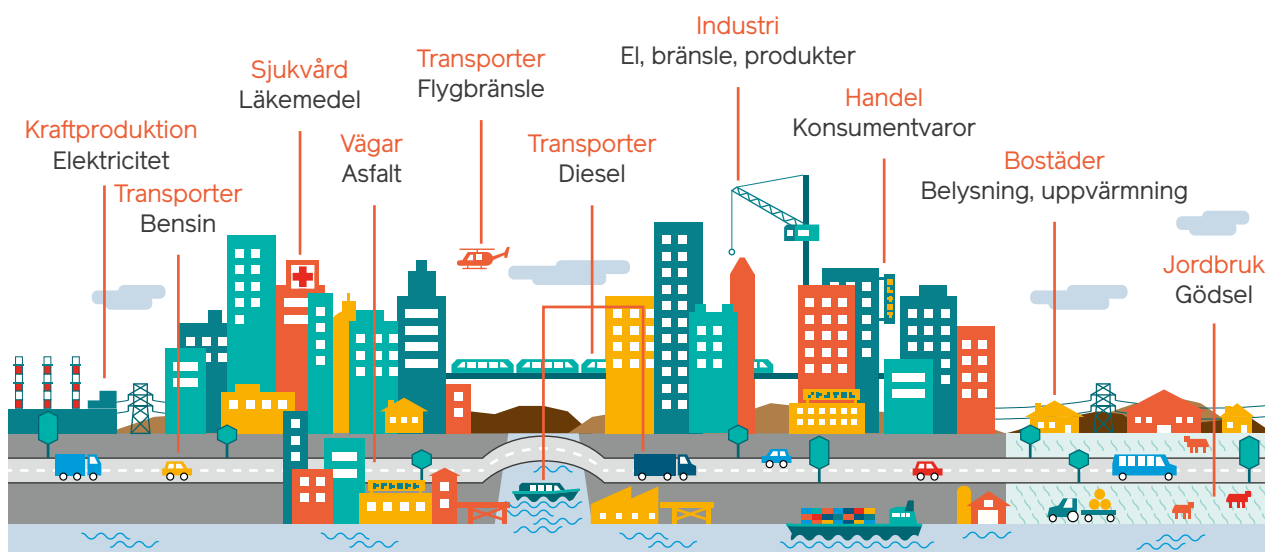 Industri
El, bränsle, produkter
Transporter
Flygbränsle
Sjukvård
Läkemedel
Handel
Konsumentvaror
Kraftproduktion
Elektricitet
Vägar
Asfalt
Transporter
Diesel
Bostäder
Belysning, uppvärmning
Transporter
Bensin
Jordbruk
Gödsel